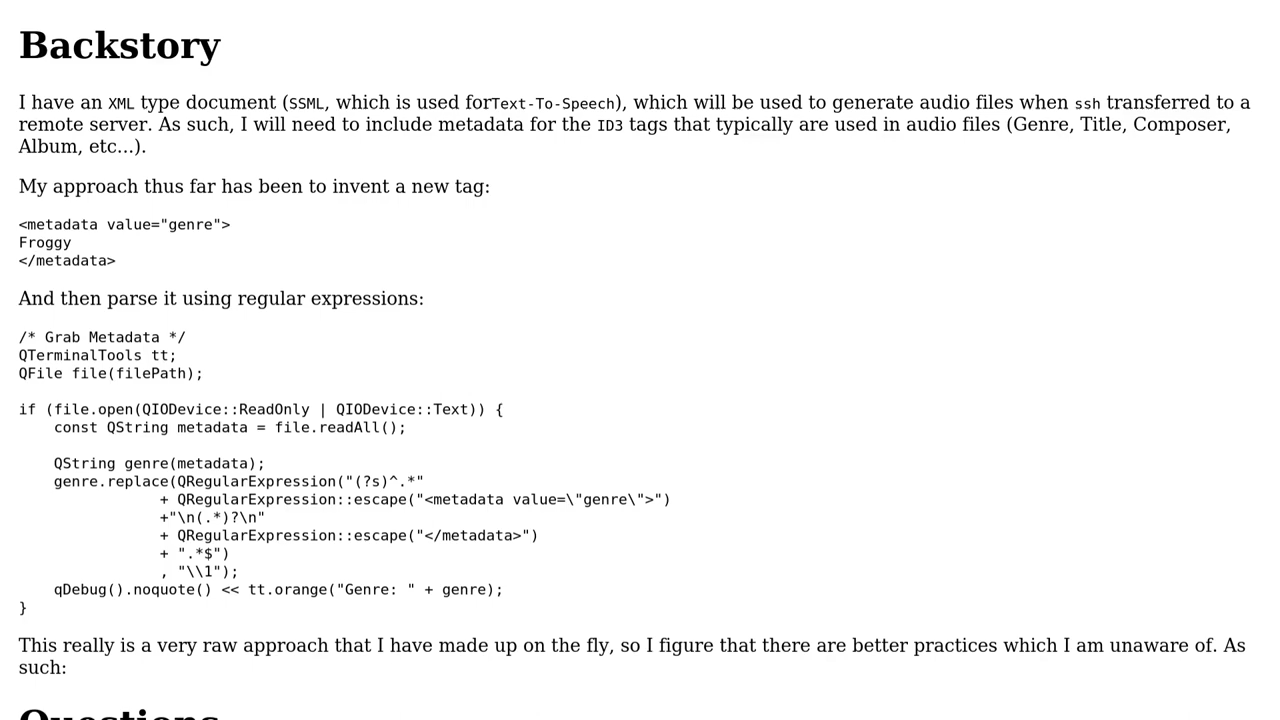 Backstory
I have an XML type document (SSML, which is used forText-To-Speech), which will be used to generate audio files when ssh transferred to a
remote server. As such, I will need to include metadata for the ID3 tags that typically are used in audio files (Genre, Title, Composer,
Album, etc...).
My approach thus far has been to invent a new tag:
<metadata value="genre">
Froggy
</metadata>
And then parse it using regular expressions:
/* Grab Metadata */
QTerminalTools tt;
QFile file(filePath);
if (file.open(QIODevice::ReadOnly | QIODevice::Text)) {
    const QString metadata = file.readAll();
    QString genre(metadata);
    genre.replace(QRegularExpression("(?s)^.*"
                + QRegularExpression::escape("<metadata value=\"genre\">")
                +"\n(.*)?\n"
                + QRegularExpression::escape("</metadata>")
                + ".*$")
                , "\\1");
    qDebug().noquote() << tt.orange("Genre: " + genre);
}
This really is a very raw approach that I have made up on the fly, so I figure that there are better practices which I am unaware of. As
such:
Questions